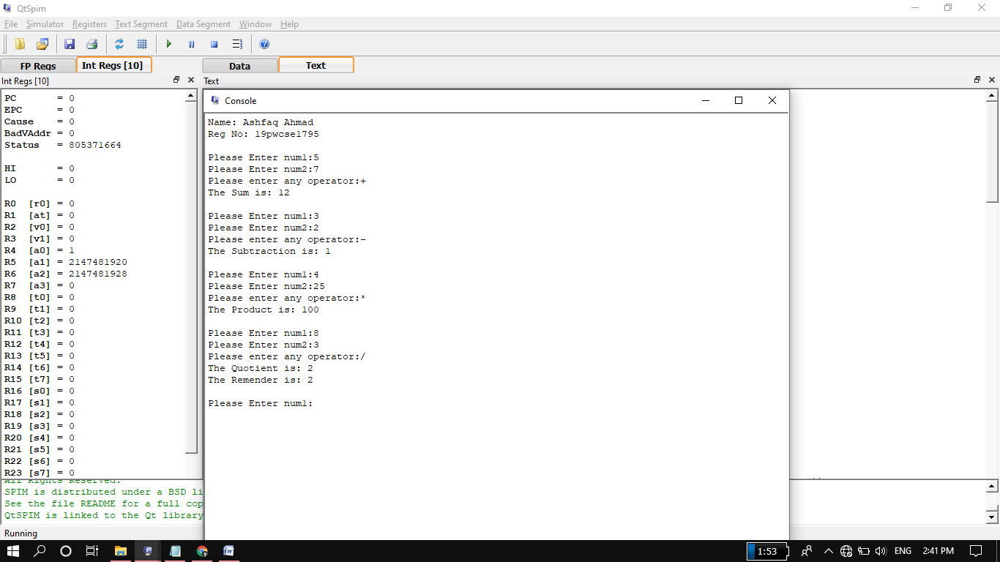 QtSpim
File Simulator Registers Text Segment Data Segment Window Help
FP Regs
Int Regs [10]
Data
Text
Int Regs [10]
Text
PC = 0
EPC = 0
Cause = 0
BadVAddr = 0
Status = 805371664
HI = 0
LO = 0
R0 [r0] = 0
R1 [at] = 0
R2 [v0] = 0
R3 [v1] = 0
R4 [a0] = 1
R5 [a1] = 2147481920
R6 [a2] = 2147481928
R7 [a3] = 0
R8 [t0] = 0
R9 [t1] = 0
R10 [t2] = 0
R11 [t3] = 0
R12 [t4] = 0
R13 [t5] = 0
R14 [t6] = 0
R15 [t7] = 0
R16 [s0] = 0
R17 [s1] = 0
R18 [s2] = 0
R19 [s3] = 0
R20 [s4] = 0
R21 [s5] = 0
R22 [s6] = 0
R23 [s7] = 0
Console
Name: Ashfaq Ahmad
Reg No: 19pwcse1795
Please Enter num1:5
Please Enter num2:7
Please enter any operator:+
The Sum is: 12
Please Enter num1:3
Please Enter num2:2
Please enter any operator:-
The Subtraction is: 1
Please Enter num1:4
Please Enter num2:25
Please enter any operator:*
The Product is: 100
Please Enter num1:8
Please Enter num2:3
Please enter any operator:/
The Quotient is: 2
The Remender is: 2
Please Enter num1:
All Rights Reserved.
SPIM is distributed under a BSD li
See the file README for a full cop
QtSPIM is linked to the Qt library
Running
1:53
ENG
2:41 PM